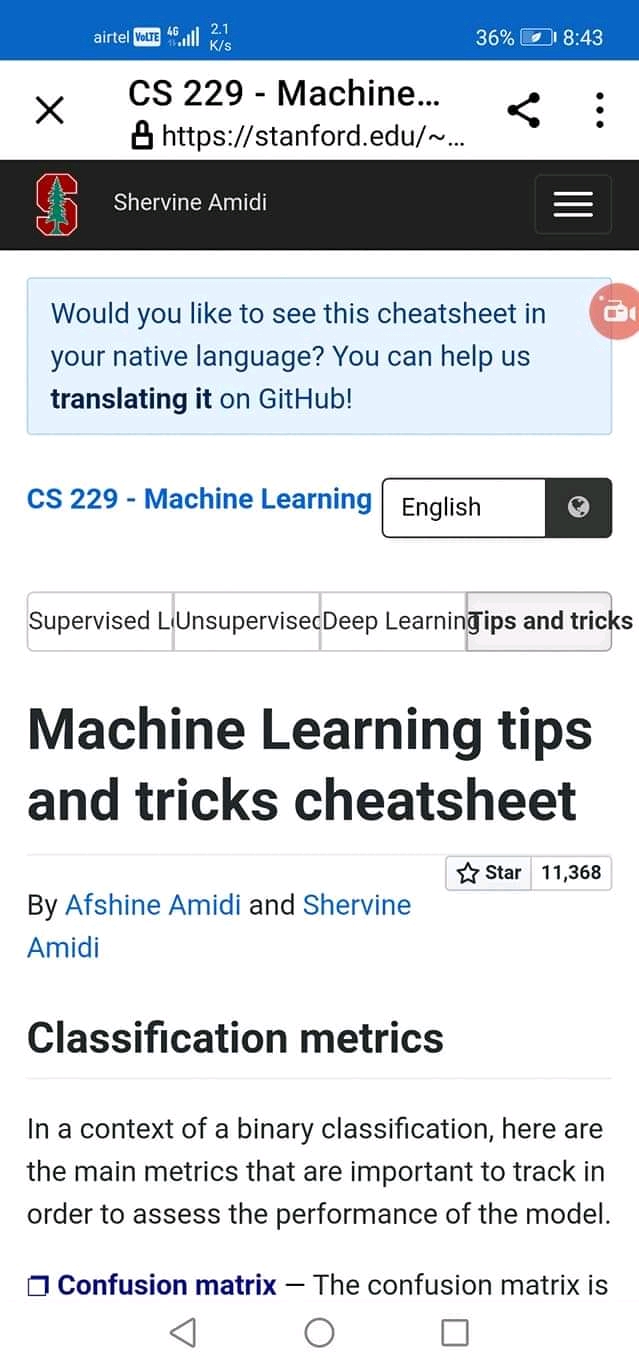 airtel VoLTE 4G 2.1 K/s 36% 8:43
CS 229 - Machine...
https://stanford.edu/~...
Shervine Amidi
Would you like to see this cheatsheet in
your native language? You can help us
translating it on GitHub!
CS 229 - Machine Learning English
Supervised L Unsupervised Deep Learning Tips and tricks
Machine Learning tips
and tricks cheatsheet
Star 11,368
By Afshine Amidi and Shervine
Amidi
Classification metrics
In a context of a binary classification, here are
the main metrics that are important to track in
order to assess the performance of the model.
❐ Confusion matrix — The confusion matrix is